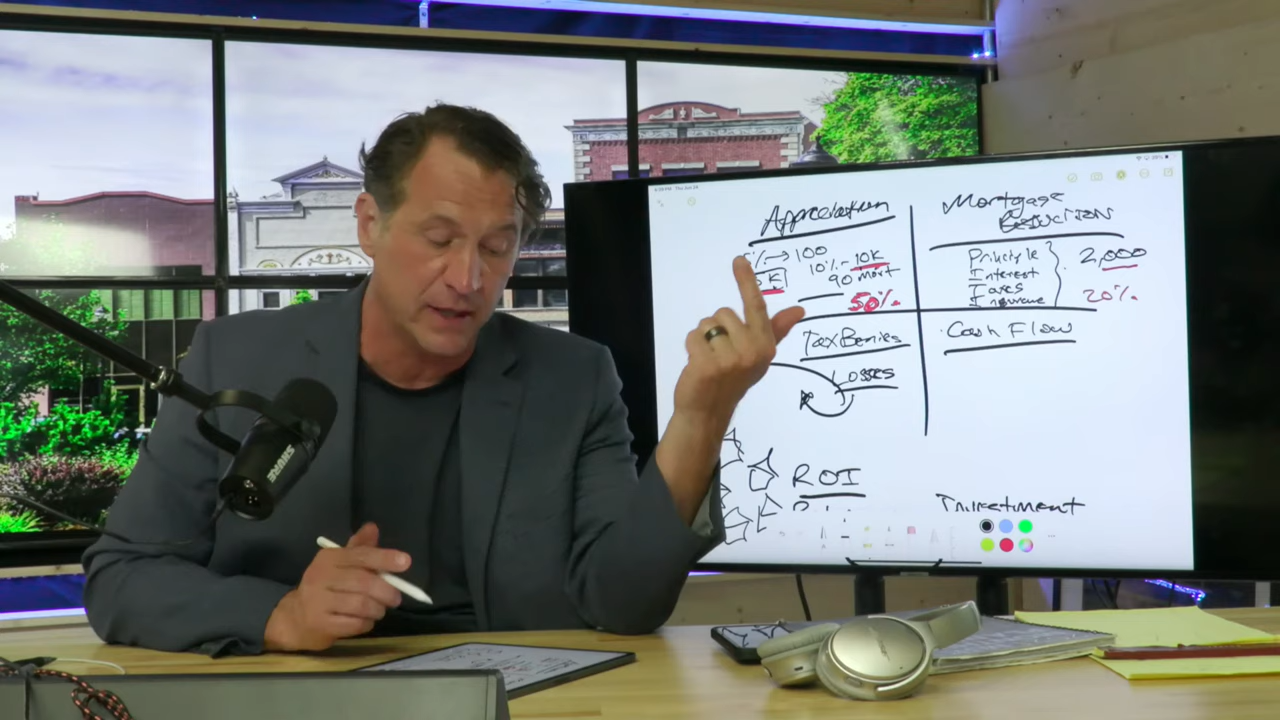 Appreciation
% → 100
10% - 10K
K
90 mort
50%
Mortgage
Reduction
Principle
Interest
Taxes
Insurance
2,000
20%
Tax Benies
Losses
Cash Flow
ROI
Investment
SHURE